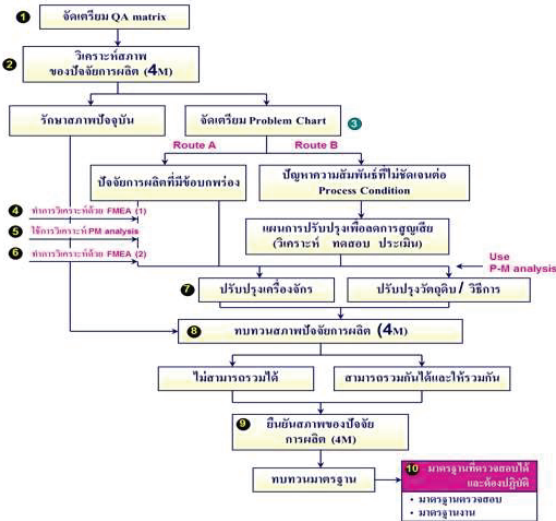 1 จัดเตรียม QA matrix
2 วิเคราะห์สภาพ
ของปัจจัยการผลิต (4M)
รักษาสภาพปัจจุบัน
จัดเตรียม Problem Chart 3
Route A
Route B
ปัจจัยการผลิตที่มีข้อบกพร่อง
ปัญหาความสัมพันธ์ที่ไม่ชัดเจนต่อ
Process Condition
4 ทำการวิเคราะห์ด้วย FMEA (1)
5 ใช้การวิเคราะห์ PM analysis
6 ทำการวิเคราะห์ด้วย FMEA (2)
แผนการปรับปรุงเพื่อลดการสูญเสีย
(วิเคราะห์ ทดสอบ ประเมิน)
Use
P-M analysis
7 ปรับปรุงเครื่องจักร
ปรับปรุงวัตถุดิบ / วิธีการ
8 ทบทวนสภาพปัจจัยการผลิต (4M)
ไม่สามารถรวมได้
สามารถรวมกันได้และให้รวมกัน
9 ยืนยันสภาพของปัจจัย
การผลิต (4M)
ทบทวนมาตรฐาน
10 มาตรฐานที่ตรวจสอบได้
และต้องปฏิบัติ
• มาตรฐานตรวจสอบ
• มาตรฐานงาน